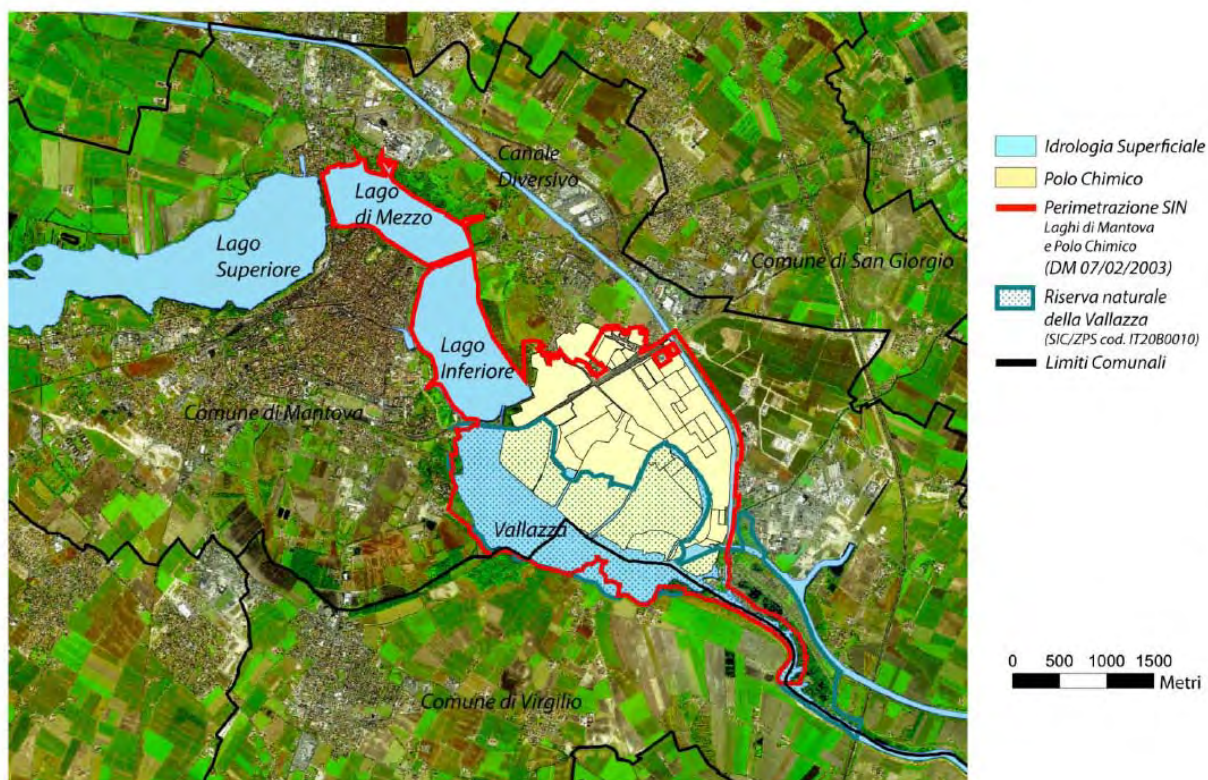 Canale
Diversivo
Lago
di Mezzo
Lago
Superiore
Comune di San Giorgio
Lago
Inferiore
Comune di Mantova
Vallazza
Comune di Virgilio
Idrologia Superficiale
Polo Chimico
Perimetrazione SIN
Laghi di Mantova
e Polo Chimico
(DM 07/02/2003)
Riserva naturale
della Vallazza
(SIC/ZPS cod. IT20B0010)
Limiti Comunali
0 500 1000 1500
Metri